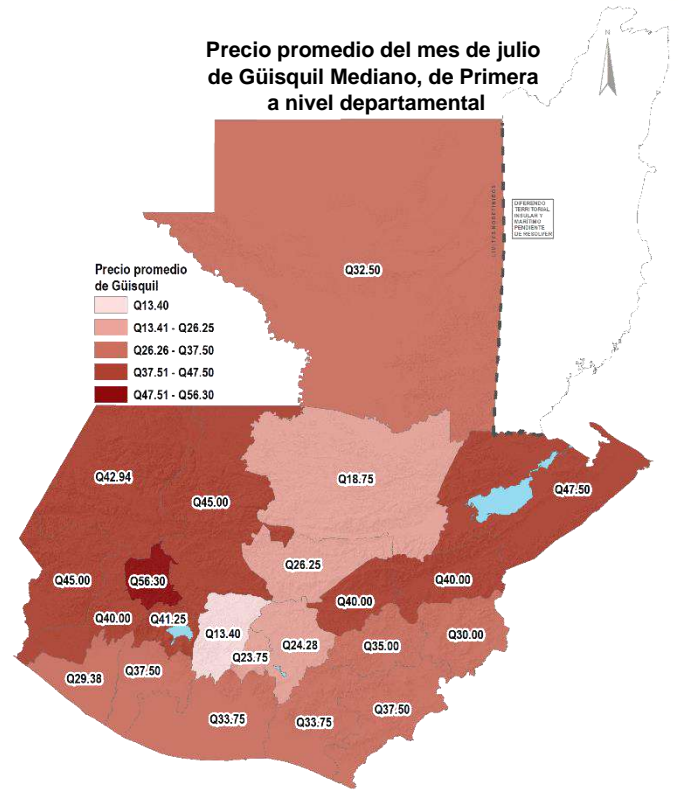 Precio promedio del mes de julio
de Güisquil Mediano, de Primera
a nivel departamental
N
LIMITES NO DEFINIDOS
DIFERENDO
TERRITORIAL
INSULAR Y
MARÍTIMO
PENDIENTE
DE RESOLVER
Q32.50
Precio promedio
de Güisquil
Q13.40
Q13.41 - Q26.25
Q26.26 - Q37.50
Q37.51 - Q47.50
Q47.51 - Q56.30
Q42.94
Q18.75
Q47.50
Q45.00
Q26.25
Q45.00
Q56.30
Q40.00
Q40.00
Q40.00
Q41.25
Q13.40
Q24.28
Q35.00
Q30.00
Q23.75
Q29.38
Q37.50
Q33.75
Q33.75
Q37.50